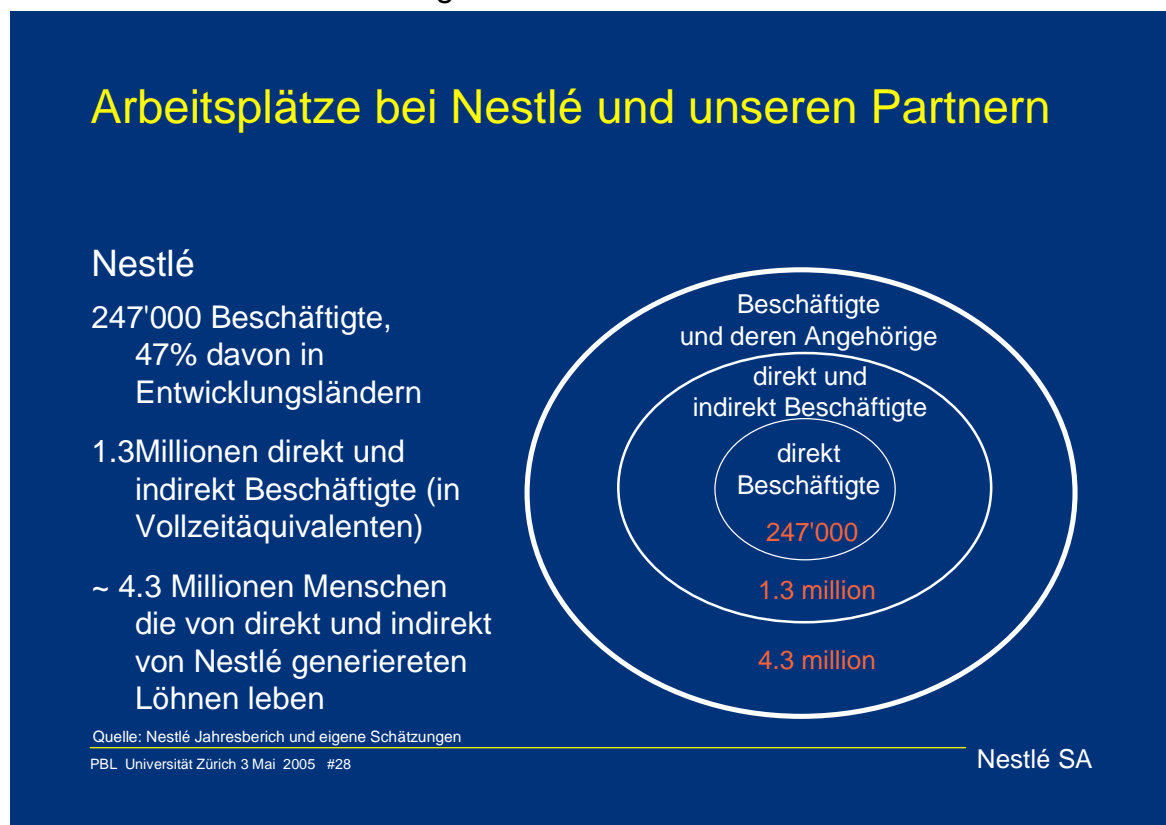 Arbeitsplätze bei Nestlé und unseren Partnern
Nestlé
247'000 Beschäftigte,
47% davon in
Entwicklungsländern
1.3Millionen direkt und
indirekt Beschäftigte (in
Vollzeitäquivalenten)
~ 4.3 Millionen Menschen
die von direkt und indirekt
von Nestlé generiereten
Löhnen leben
Beschäftigte
und deren Angehörige
direkt und
indirekt Beschäftigte
direkt
Beschäftigte
247'000
1.3 million
4.3 million
Quelle: Nestlé Jahresberich und eigene Schätzungen
PBL Universität Zürich 3 Mai 2005 #28
Nestlé SA